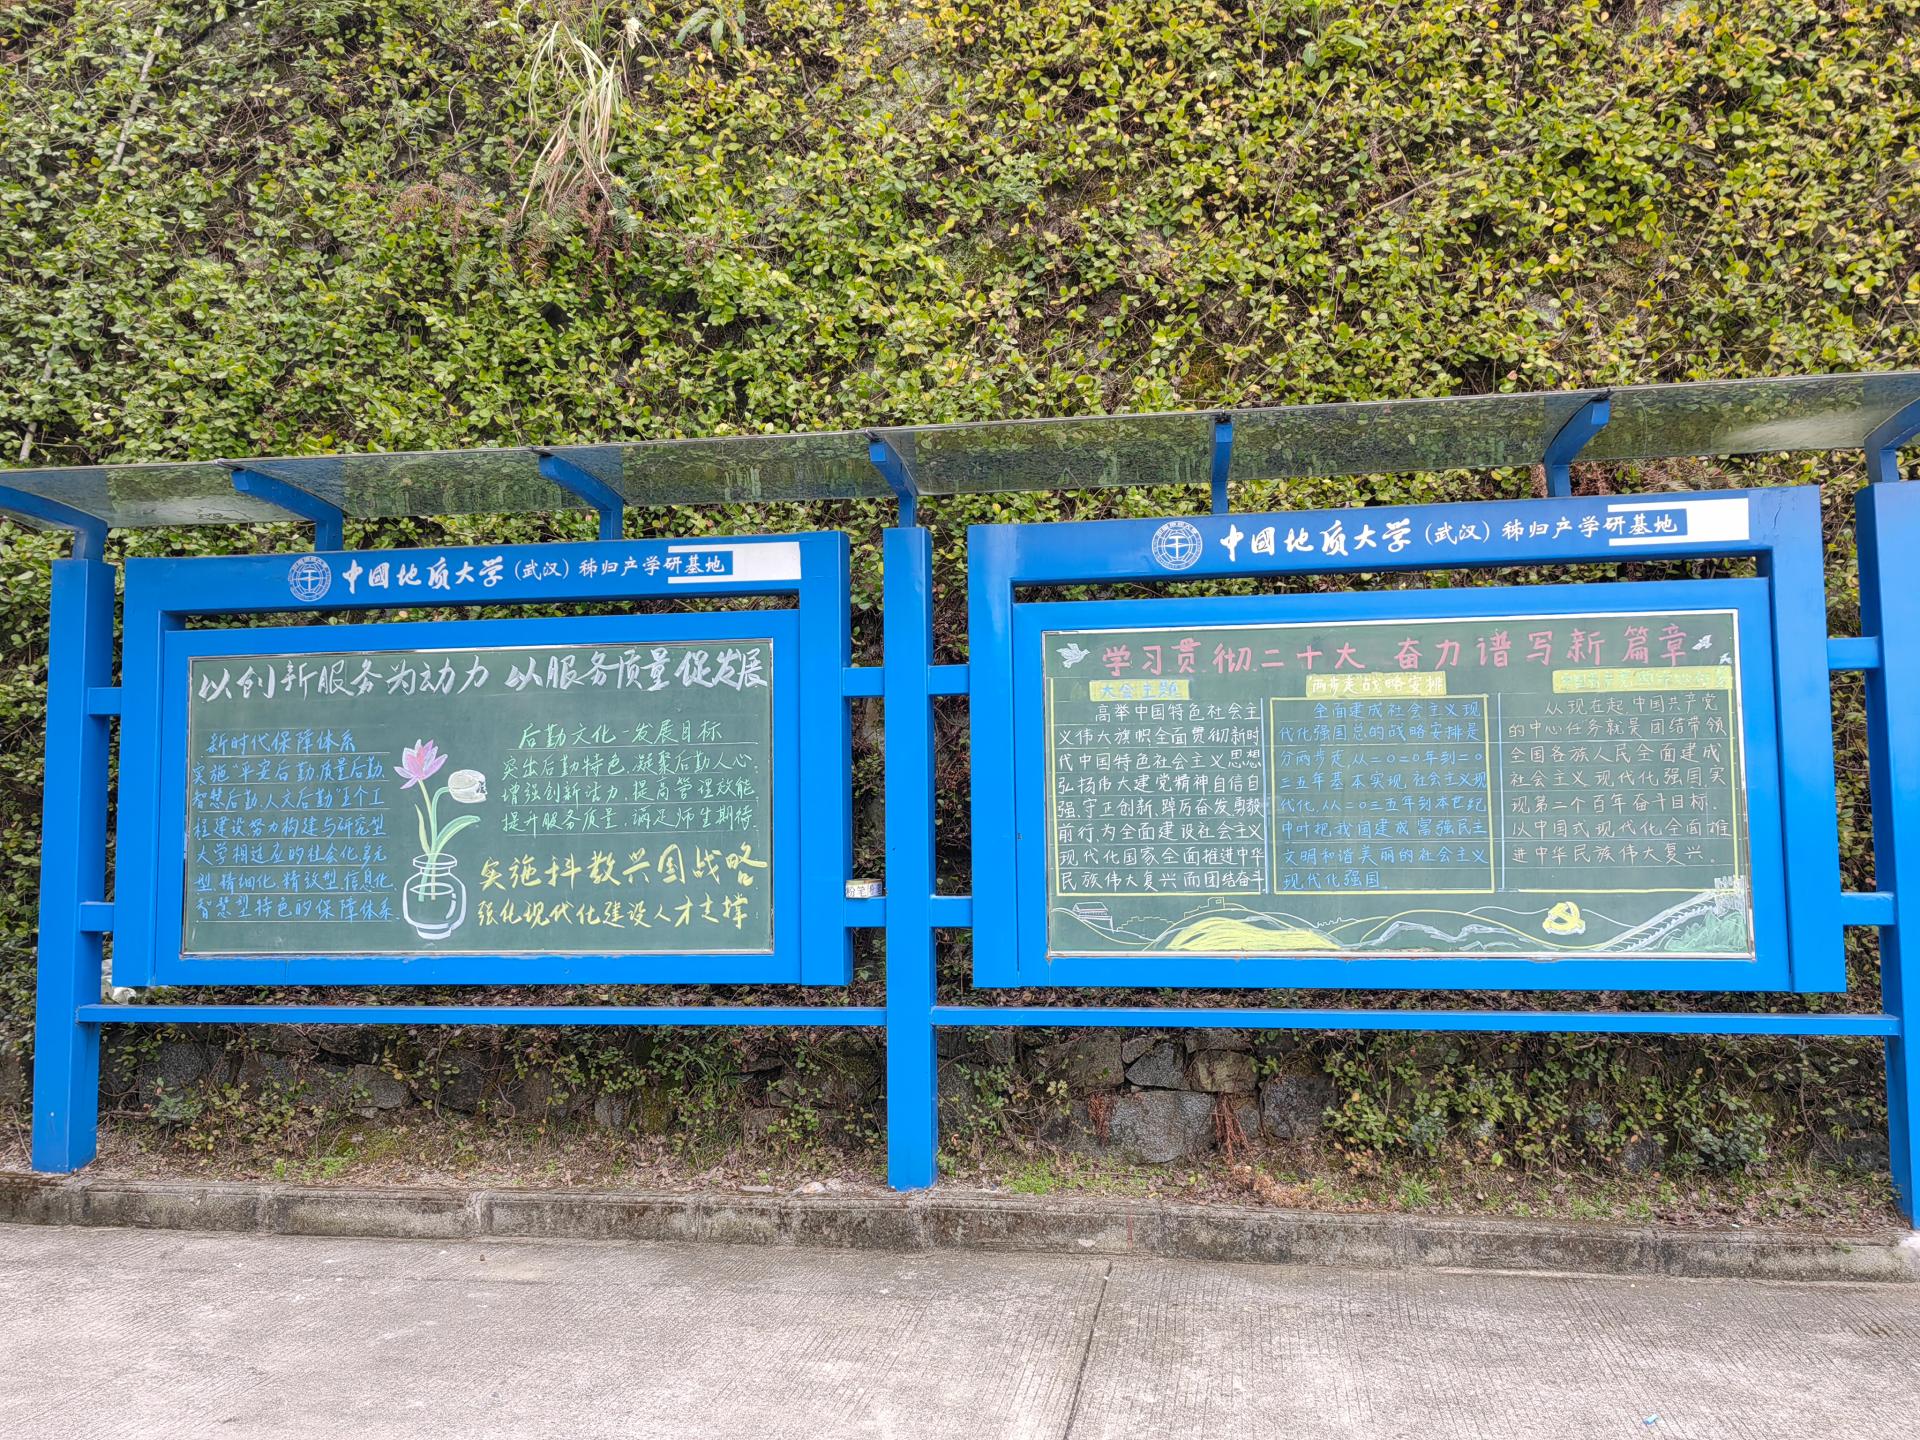 中國地质大学(武汉)秭归产学研基地
以创新服务为动力 以服务质量促发展
新时代保障体系
实施“平安后勤、质量后勤、
智慧后勤、人文后勤”主个工
程建设努力构建与研究型
大学相适应的社会化、多元
型、精细化、精致型、信息化、
智慧型特色的保障体系.
后勤文化-发展目标
突出后勤特色,凝聚后勤人心.
增强创新活力,提高管理效能
提升服务质量,满足师生期待.
实施科教兴国战略
强化现代化建设人才支撑
粉笔
中國地质大学(武汉)秭归产学研基地
学习贯彻二十大 奋力谱写新篇章
大会主题
高举中国特色社会主
义伟大旗帜全面贯彻新时
代中国特色社会主义思想
弘扬伟大建党精神,自信自
强、守正创新、踔厉奋发勇毅
前行,为全面建设社会主义
现代化国家全面推进中华
民族伟大复兴而团结奋斗
“两步走”战略安排
全面建成社会主义现
代化强国总的战略安排是
分两步走,从二〇二〇年到二〇
三五年基本实现社会主义现
代化,从二〇三五年到本世纪
中叶把我国建成富强民主
文明和谐美丽的社会主义
现代化强国.
从现在起,中国共产党
的中心任务就是团结带领
全国各族人民全面建成
社会主义现代化强国,实
现第二个百年奋斗目标.
以中国式现代化全面推
进中华民族伟大复兴。